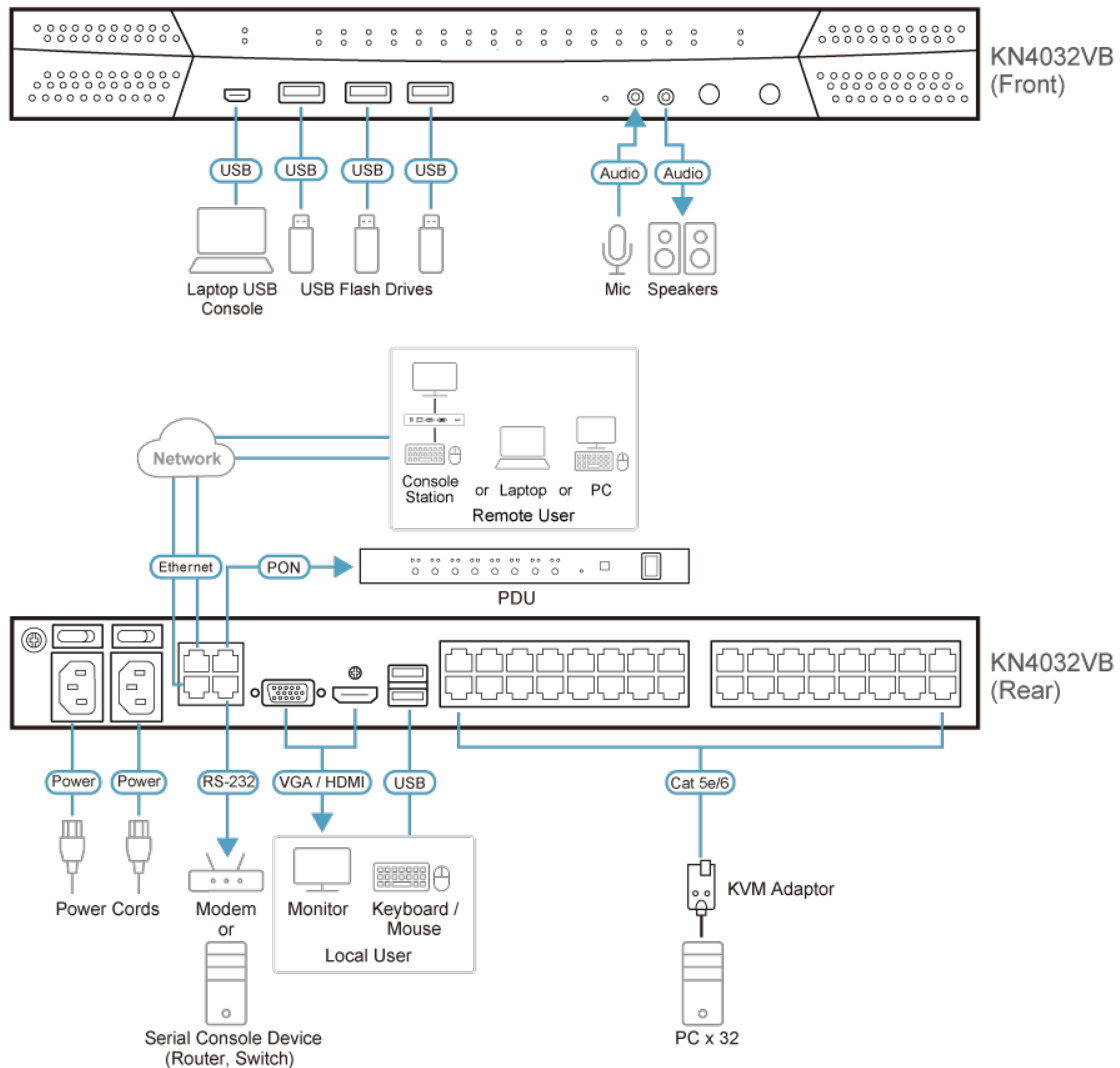 KN4032VB
(Front)
USB
USB
USB
USB
Audio
Audio
Laptop USB
Console
USB Flash Drives
Mic
Speakers
Network
Console
Station
or
Laptop
or
PC
Remote User
Ethernet
PON
PDU
KN4032VB
(Rear)
Power
Power
RS-232
VGA / HDMI
USB
Cat 5e/6
Power Cords
Modem
or
Monitor
Keyboard /
Mouse
Local User
KVM Adaptor
Serial Console Device
(Router, Switch)
PC x 32